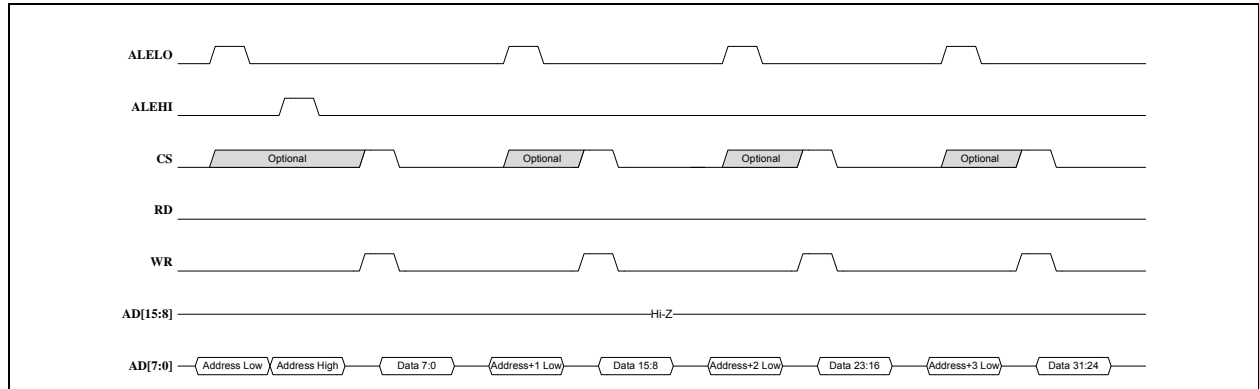 ALELO
ALEHI
CS Optional Optional Optional Optional
RD
WR
AD[15:8] Hi-Z
AD[7:0] Address Low Address High Data 7:0 Address+1 Low Data 15:8 Address+2 Low Data 23:16 Address+3 Low Data 31:24